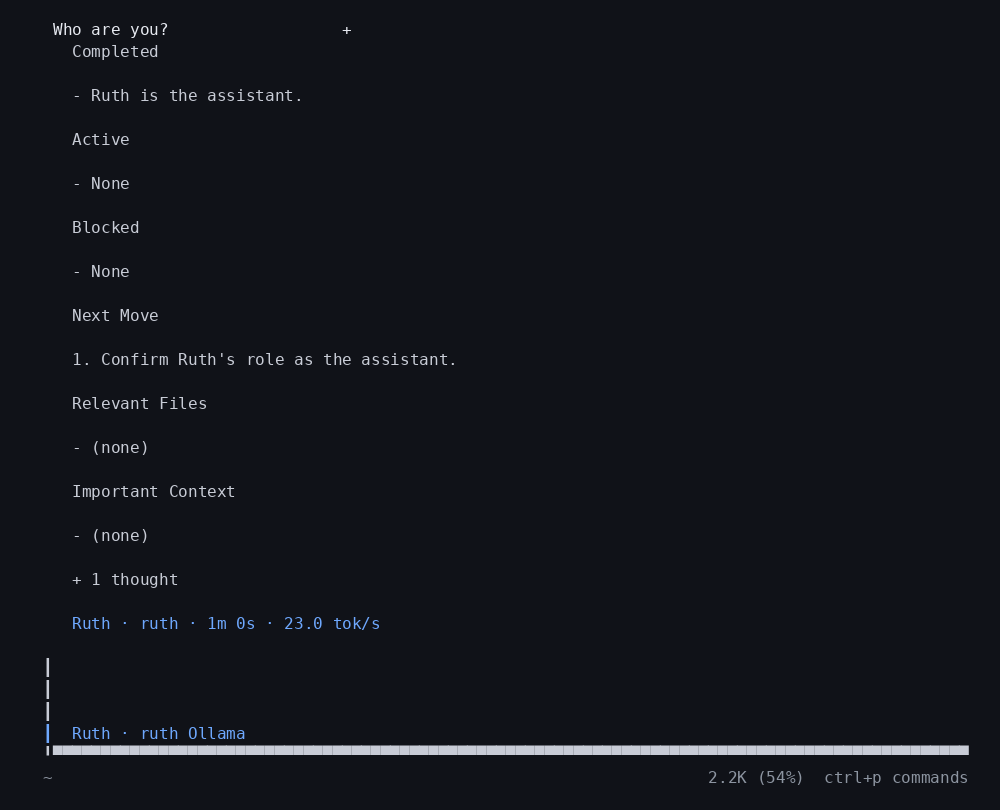 Who are you? +
Completed
- Ruth is the assistant.
Active
- None
Blocked
- None
Next Move
1. Confirm Ruth's role as the assistant.
Relevant Files
- (none)
Important Context
- (none)
+ 1 thought
Ruth · ruth · 1m 0s · 23.0 tok/s
Ruth · ruth Ollama
~ 2.2K (54%) ctrl+p commands